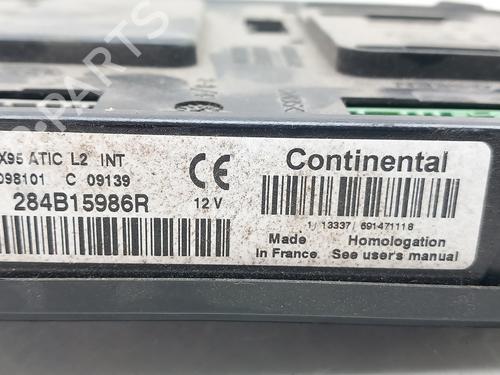 X95 ATIC L2 INT
098101 C 09139
284B15986R
CE
12 V
Continental
1/ 13337/ 691471118
Made in France
Homologation
See user's manual
PARTS